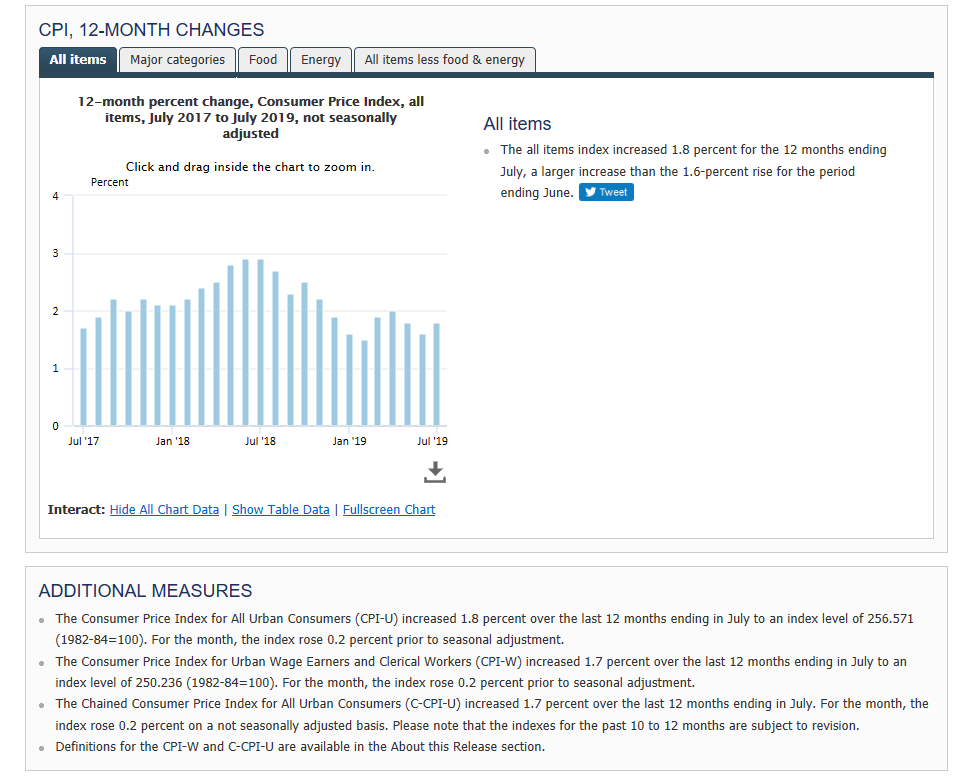 CPI, 12-MONTH CHANGES
All items
Major categories
Food
Energy
All items less food & energy
12-month percent change, Consumer Price Index, all
items, July 2017 to July 2019, not seasonally
adjusted
Click and drag inside the chart to zoom in.
Percent
4
3
2
1
0
Jul '17
Jan '18
Jul '18
Jan '19
Jul '19
Interact: Hide All Chart Data | Show Table Data | Fullscreen Chart
All items
The all items index increased 1.8 percent for the 12 months ending
July, a larger increase than the 1.6-percent rise for the period
ending June. Tweet
ADDITIONAL MEASURES
The Consumer Price Index for All Urban Consumers (CPI-U) increased 1.8 percent over the last 12 months ending in July to an index level of 256.571
(1982-84=100). For the month, the index rose 0.2 percent prior to seasonal adjustment.
The Consumer Price Index for Urban Wage Earners and Clerical Workers (CPI-W) increased 1.7 percent over the last 12 months ending in July to an
index level of 250.236 (1982-84=100). For the month, the index rose 0.2 percent prior to seasonal adjustment.
The Chained Consumer Price Index for All Urban Consumers (C-CPI-U) increased 1.7 percent over the last 12 months ending in July. For the month, the
index rose 0.2 percent on a not seasonally adjusted basis. Please note that the indexes for the past 10 to 12 months are subject to revision.
Definitions for the CPI-W and C-CPI-U are available in the About this Release section.